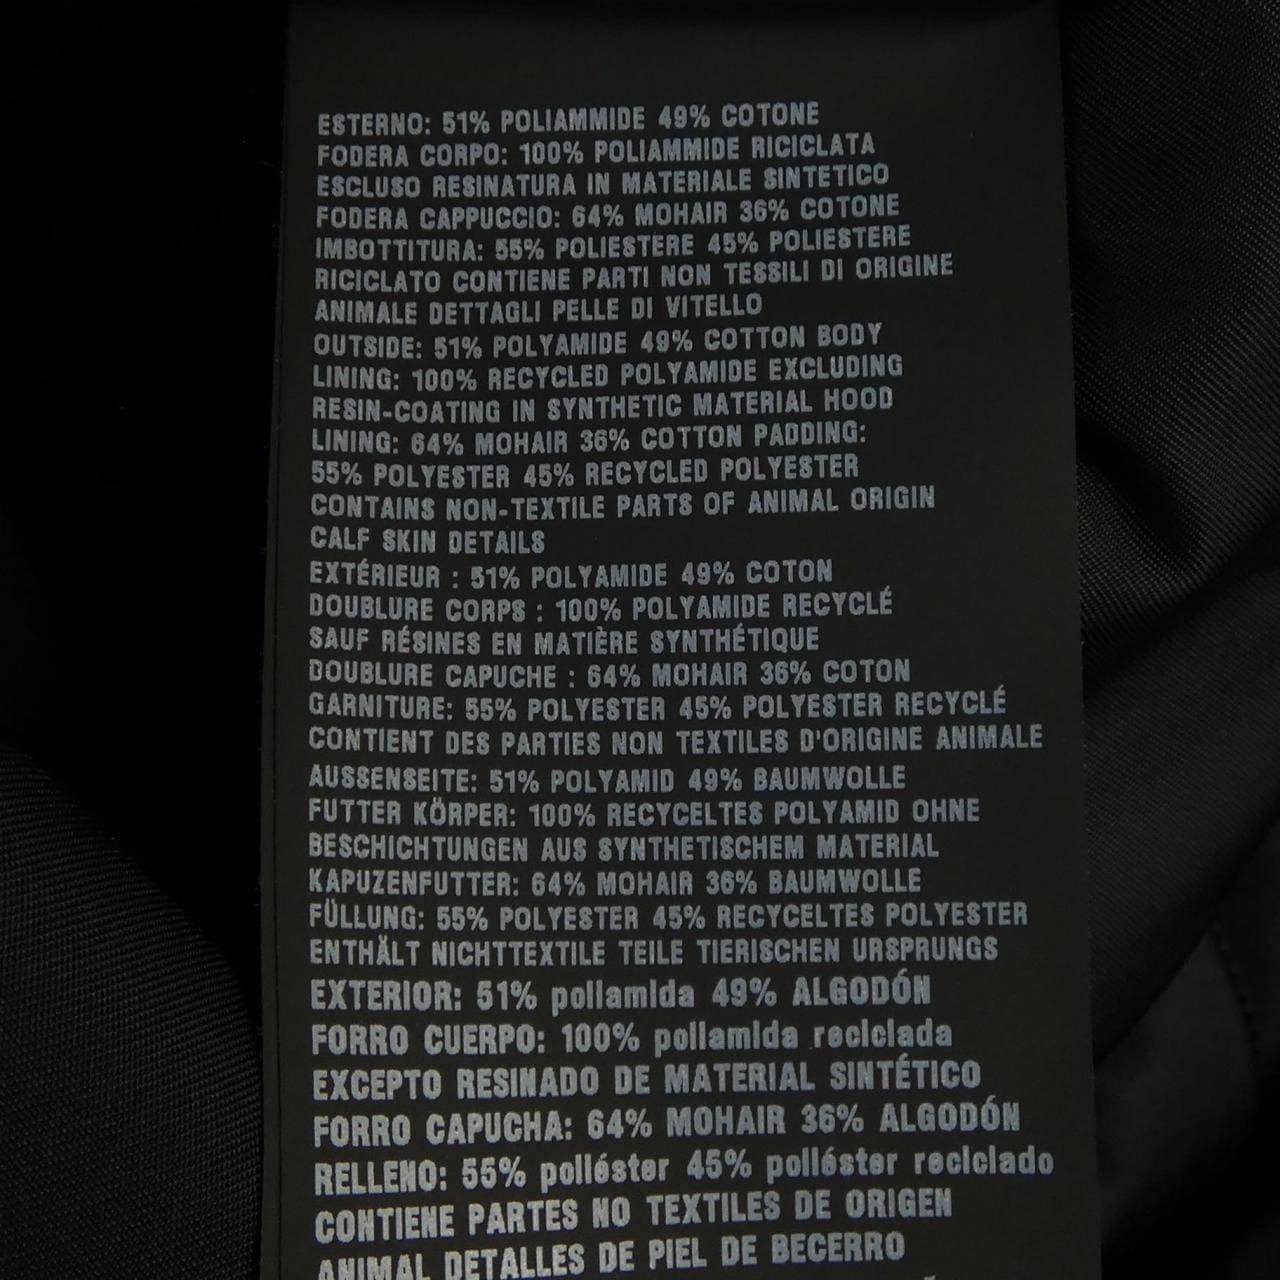 ESTERNO: 51% POLIAMMIDE 49% COTONE
FODERA CORPO: 100% POLIAMMIDE RICICLATA
ESCLUSO RESINATURA IN MATERIALE SINTETICO
FODERA CAPPUCCIO: 64% MOHAIR 36% COTONE
IMBOTTITURA: 55% POLIESTERE 45% POLIESTERE
RICICLATO CONTIENE PARTI NON TESSILI DI ORIGINE
ANIMALE DETTAGLI PELLE DI VITELLO
OUTSIDE: 51% POLYAMIDE 49% COTTON BODY
LINING: 100% RECYCLED POLYAMIDE EXCLUDING
RESIN-COATING IN SYNTHETIC MATERIAL HOOD
LINING: 64% MOHAIR 36% COTTON PADDING:
55% POLYESTER 45% RECYCLED POLYESTER
CONTAINS NON-TEXTILE PARTS OF ANIMAL ORIGIN
CALF SKIN DETAILS
EXTÉRIEUR : 51% POLYAMIDE 49% COTON
DOUBLURE CORPS : 100% POLYAMIDE RECYCLÉ
SAUF RÉSINES EN MATIÈRE SYNTHÉTIQUE
DOUBLURE CAPUCHE : 64% MOHAIR 36% COTON
GARNITURE: 55% POLYESTER 45% POLYESTER RECYCLÉ
CONTIENT DES PARTIES NON TEXTILES D'ORIGINE ANIMALE
AUSSENSEITE: 51% POLYAMID 49% BAUMWOLLE
FUTTER KÖRPER: 100% RECYCELTES POLYAMID OHNE
BESCHICHTUNGEN AUS SYNTHETISCHEM MATERIAL
KAPUZENFUTTER: 64% MOHAIR 36% BAUMWOLLE
FÜLLUNG: 55% POLYESTER 45% RECYCELTES POLYESTER
ENTHÄLT NICHTTEXTILE TEILE TIERISCHEN URSPRUNGS
EXTERIOR: 51% poliamida 49% ALGODÓN
FORRO CUERPO: 100% poliamida reciclada
EXCEPTO RESINADO DE MATERIAL SINTÉTICO
FORRO CAPUCHA: 64% MOHAIR 36% ALGODÓN
RELLENO: 55% poliéster 45% poliéster reciclado
CONTIENE PARTES NO TEXTILES DE ORIGEN
ANIMAL DETALLES DE PIEL DE BECERRO